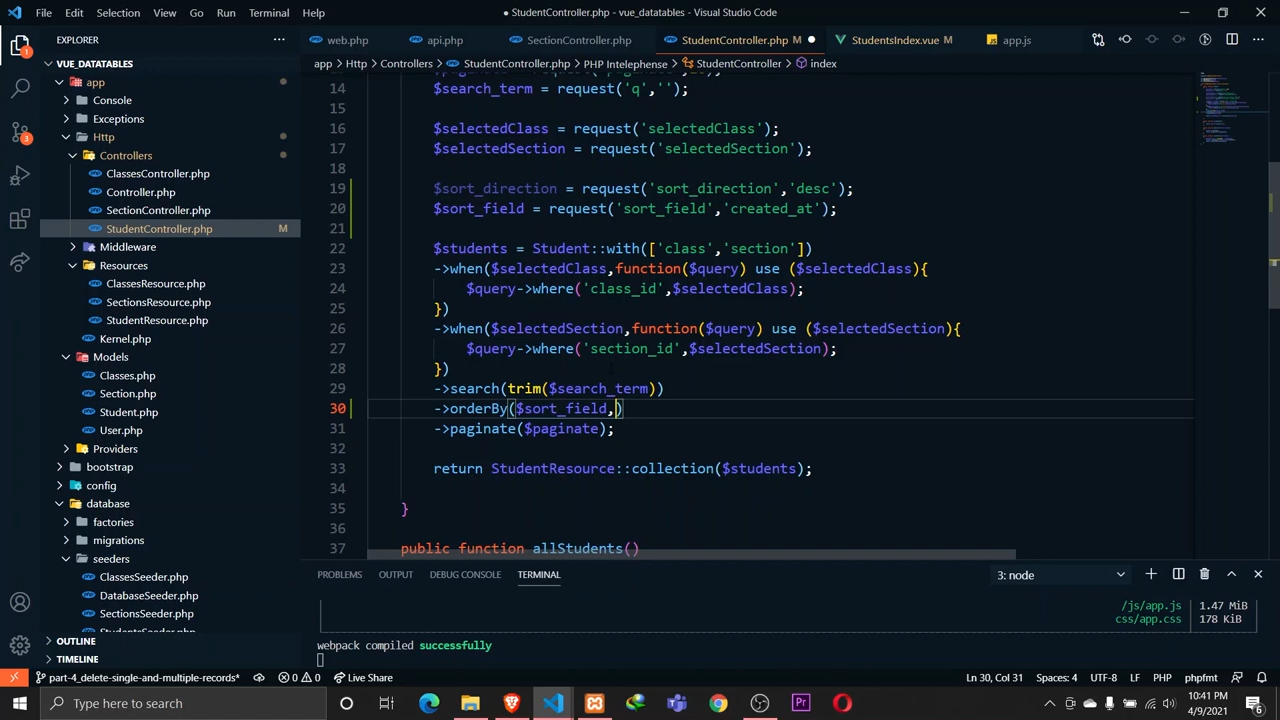 File Edit Selection View Go Run Terminal Help
● StudentController.php - vue_datatables - Visual Studio Code
EXPLORER
VUE_DATATABLES
app
Console
Exceptions
Http
Controllers
ClassesController.php
Controller.php
SectionController.php
StudentController.php M
Middleware
Resources
ClassesResource.php
SectionsResource.php
StudentResource.php
Kernel.php
Models
Classes.php
Section.php
Student.php
User.php
Providers
bootstrap
config
database
factories
migrations
seeders
ClassesSeeder.php
DatabaseSeeder.php
SectionsSeeder.php
OUTLINE
TIMELINE
web.php api.php SectionController.php StudentController.php M ● StudentsIndex.vue M app.js
app > Http > Controllers > StudentController.php > PHP Intelephense > StudentController > index
14 $search_term = request('q','');
15
16 $selectedClass = request('selectedClass');
17 $selectedSection = request('selectedSection');
18
19 $sort_direction = request('sort_direction','desc');
20 $sort_field = request('sort_field','created_at');
21
22 $students = Student::with(['class','section'])
23 ->when($selectedClass,function($query) use ($selectedClass){
24 $query->where('class_id',$selectedClass);
25 })
26 ->when($selectedSection,function($query) use ($selectedSection){
27 $query->where('section_id',$selectedSection);
28 })
29 ->search(trim($search_term))
30 ->orderBy($sort_field,)
31 ->paginate($paginate);
32
33 return StudentResource::collection($students);
34
35 }
36
37 public function allStudents()
PROBLEMS OUTPUT DEBUG CONSOLE TERMINAL 3: node
/js/app.js 1.47 MiB
css/app.css 178 KiB
webpack compiled successfully
part-4_delete-single-and-multiple-records* 0 0 Live Share Ln 30, Col 31 Spaces: 4 UTF-8 LF PHP phpfmt
Type here to search
10:41 PM
4/9/2021
6